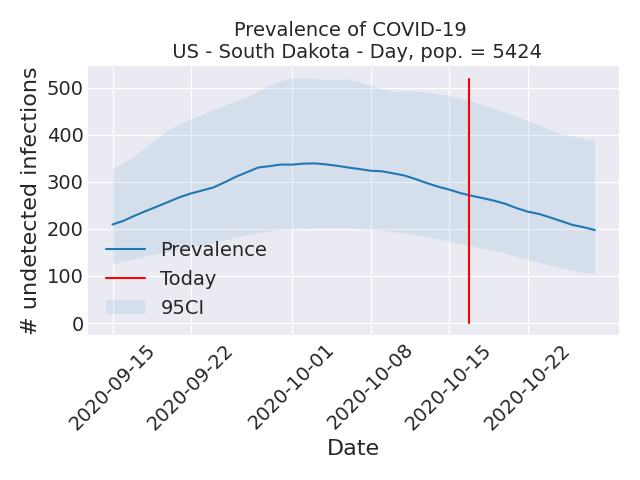 Prevalence of COVID-19
US - South Dakota - Day, pop. = 5424
# undetected infections
500
400
300
200
100
0
Prevalence
Today
95CI
2020-09-15
2020-09-22
2020-10-01
2020-10-08
2020-10-15
2020-10-22
Date